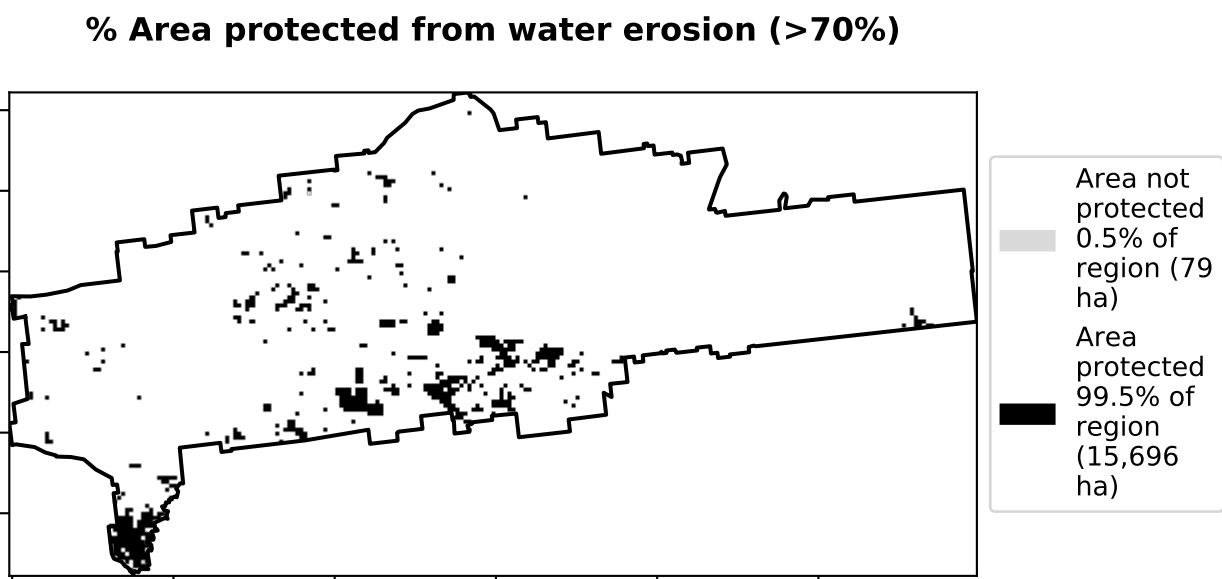 % Area protected from water erosion (>70%)
Area not
protected
0.5% of
region (79
ha)
Area
protected
99.5% of
region
(15,696
ha)